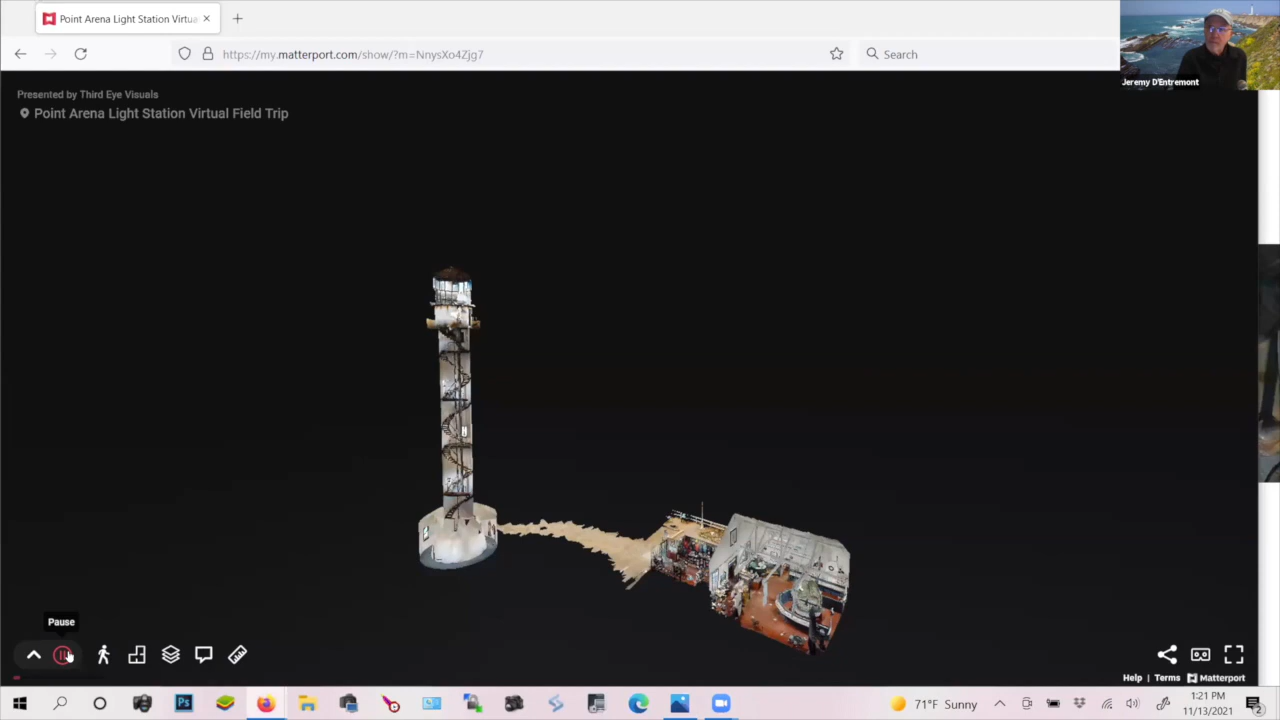 Point Arena Light Station Virtua
https://my.matterport.com/show/?m=NnysXo4Zjg7
Search
Jeremy D'Entremont
Presented by Third Eye Visuals
Point Arena Light Station Virtual Field Trip
Pause
Help
Terms
Matterport
Ps
71°F Sunny
1:21 PM
11/13/2021
2